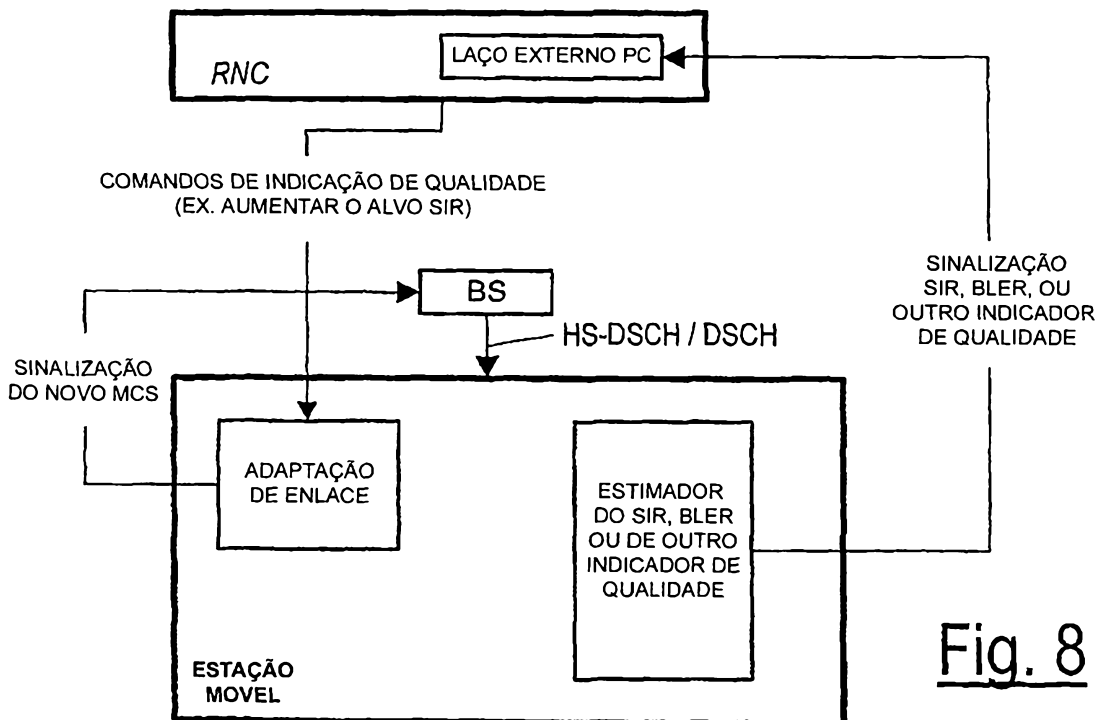 LAÇO EXTERNO PC
RNC
COMANDOS DE INDICAÇÃO DE QUALIDADE
(EX. AUMENTAR O ALVO SIR)
BS
HS-DSCH / DSCH
SINALIZAÇÃO
SIR, BLER, OU
OUTRO INDICADOR
DE QUALIDADE
SINALIZAÇÃO
DO NOVO MCS
ADAPTAÇÃO
DE ENLACE
ESTIMADOR
DO SIR, BLER
OU DE OUTRO
INDICADOR DE
QUALIDADE
ESTAÇÃO
MOVEL
Fig. 8